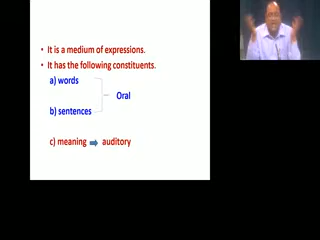 • It is a medium of expressions.
• It has the following constituents.
a) words
Oral
b) sentences
c) meaning ➡ auditory